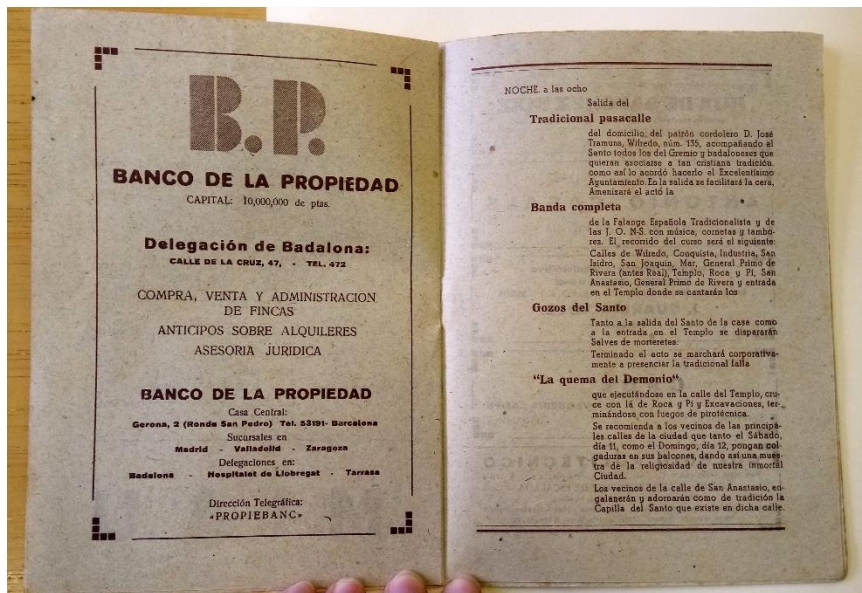 B.P.
BANCO DE LA PROPIEDAD
CAPITAL: 10,000,000 de ptas.
Delegación de Badalona:
CALLE DE LA CRUZ, 47, - TEL. 472
COMPRA, VENTA Y ADMINISTRACION
DE FINCAS
ANTICIPOS SOBRE ALQUILERES
ASESORIA JURIDICA
BANCO DE LA PROPIEDAD
Casa Central:
Gerona, 2 (Ronda San Pedro) Tel. 53191- Barcelona
Sucursales en
Madrid - Valladolid - Zaragoza
Delegaciones en:
Badalona - Hospitalet de Llobregat - Tarrasa
Dirección Telegráfica:
«PROPIEBANC»
NOCHE. a las ocho
Salida del
Tradicional pasacalle
del domicilio del patrón cordolero D. José
Tramuns, Wifredo, núm. 135, acompañando el
Santo todos los del Gremio y badaloneses que
quieran asociarse a tan cristiana tradición,
como así lo acordó hacerlo el Excelentísimo
Ayuntamiento. En la salida se facilitará la cera,
Amenizará el actó la
Banda completa
de la Falange Española Tradicionalista y de
las J. O. N-S. con música, cornetas y tambo-
res. El recorrido del curso será el siguiente:
Calles de Wifredo, Conquista, Industria, San
Isidro, San Joaquin, Mar, General Primo de
Rivera (antes Real), Templo, Roca y Pi, San
Anastasio, General Primo de Rivera y entrada
en el Templo donde se cantarán los
Gozos del Santo
Tanto a la salida del Santo de la case como
a la entrada en el Templo se dispararán
Salves de morteretes.
Terminado el acto se marchará corporativa-
mente a presenciar la tradicional falla
"La quema del Demonio"
que ejecutándose en la calle del Templo, cru-
ce con lá de Roca y Pi y Excavaciones, ter-
minándose con fuegos de pirotécnica.
Se recomienda a los vecinos de las principa-
les calles de la ciudad que tanto el Sábado,
día 11, como el Domingo, día 12, pongan col-
gaduras en sus balcones, dando así una mues-
tra de la religiosidad de nuestra inmortal
Ciudad.
Los vecinos de la calle de San Anastasio, en-
galanerán y adornarán como de tradición la
Capilla del Santo que existe en dicha calle.